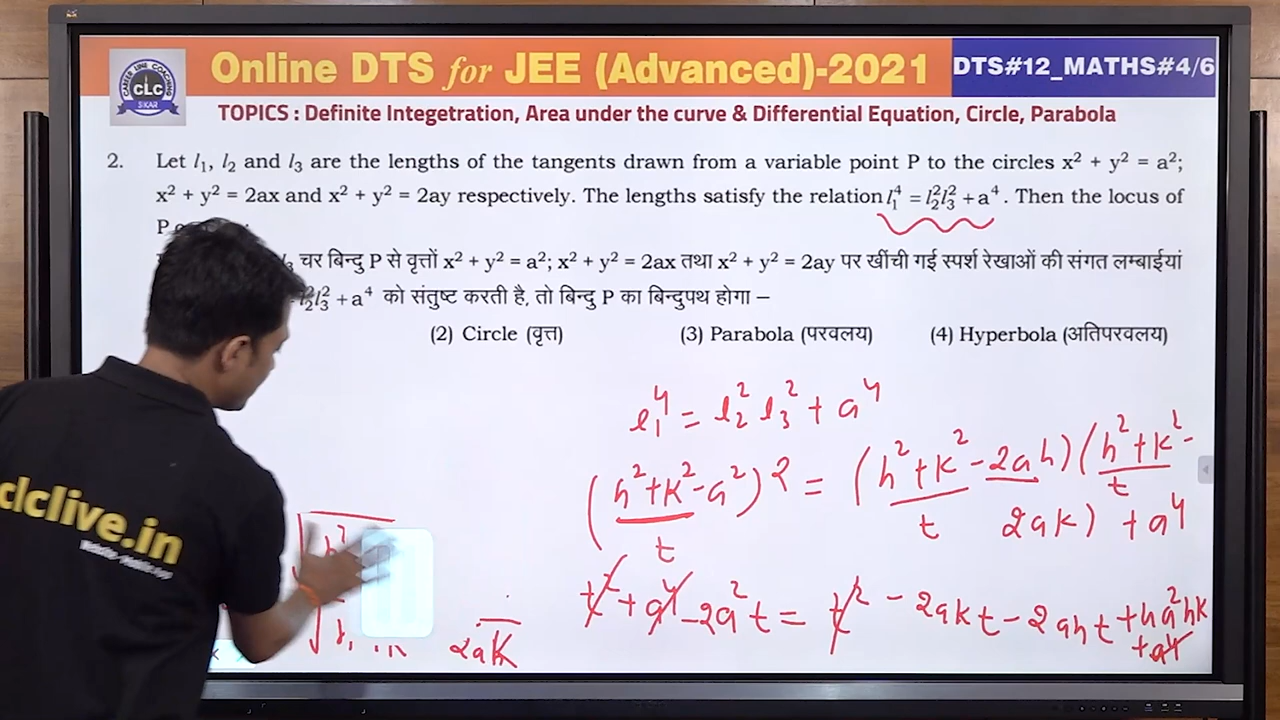 CAREER LINE COACHING
CLC
SIKAR
Online DTS for JEE (Advanced)-2021
DTS#12_MATHS#4/6
TOPICS : Definite Integetration, Area under the curve & Differential Equation, Circle, Parabola
2. Let l₁, l₂ and l₃ are the lengths of the tangents drawn from a variable point P to the circles x² + y² = a²;
x² + y² = 2ax and x² + y² = 2ay respectively. The lengths satisfy the relation l₁⁴ = l₂²l₃² + a⁴. Then the locus of
P
चर बिन्दु P से वृत्तों x² + y² = a²; x² + y² = 2ax तथा x² + y² = 2ay पर खींची गई स्पर्श रेखाओं की संगत लम्बाईयां
l₂²l₃² + a⁴ को संतुष्ट करती है, तो बिन्दु P का बिन्दुपथ होगा –
(2) Circle (वृत्त) (3) Parabola (परवलय) (4) Hyperbola (अतिपरवलय)
l₁⁴ = l₂² l₃² + a⁴
(h²+k²-a²)² = (h²+k²-2ah)(h²+k²-
t t t
2ak) + a⁴
t²+a⁴-2a²t = t² - 2akt - 2aht + 4a²hk
+a⁴
h²
2ak
clclive.in